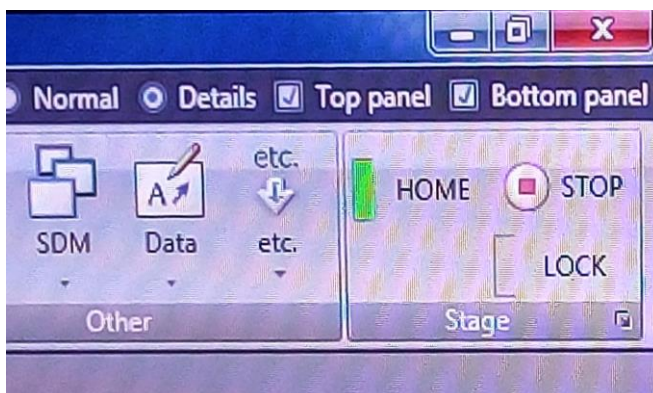 Normal Details Top panel Bottom panel
etc.
A
HOME STOP
SDM Data etc.
LOCK
Other Stage